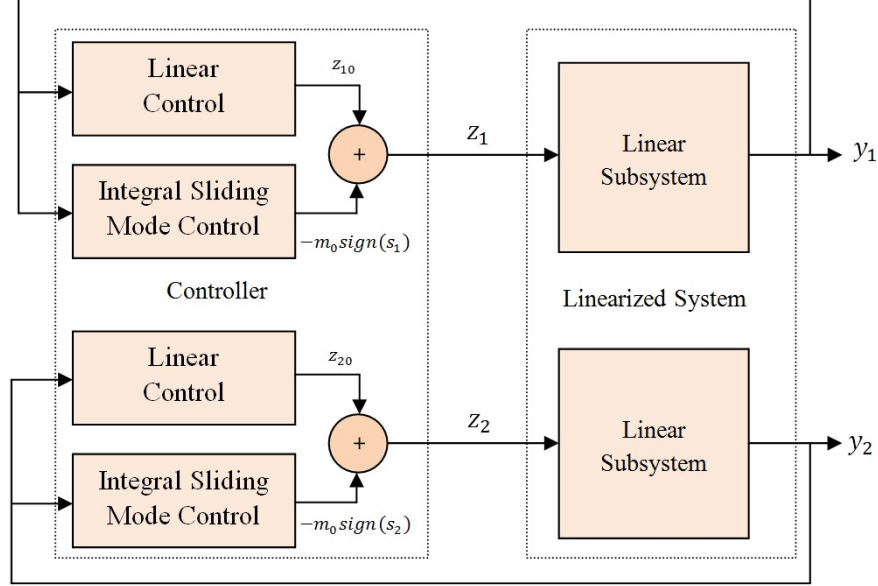 Linear
Control
z₁₀
+
z₁
Linear
Subsystem
y₁
Integral Sliding
Mode Control
−m₀sign(s₁)
Controller
Linearized System
Linear
Control
z₂₀
+
z₂
Linear
Subsystem
y₂
Integral Sliding
Mode Control
−m₀sign(s₂)